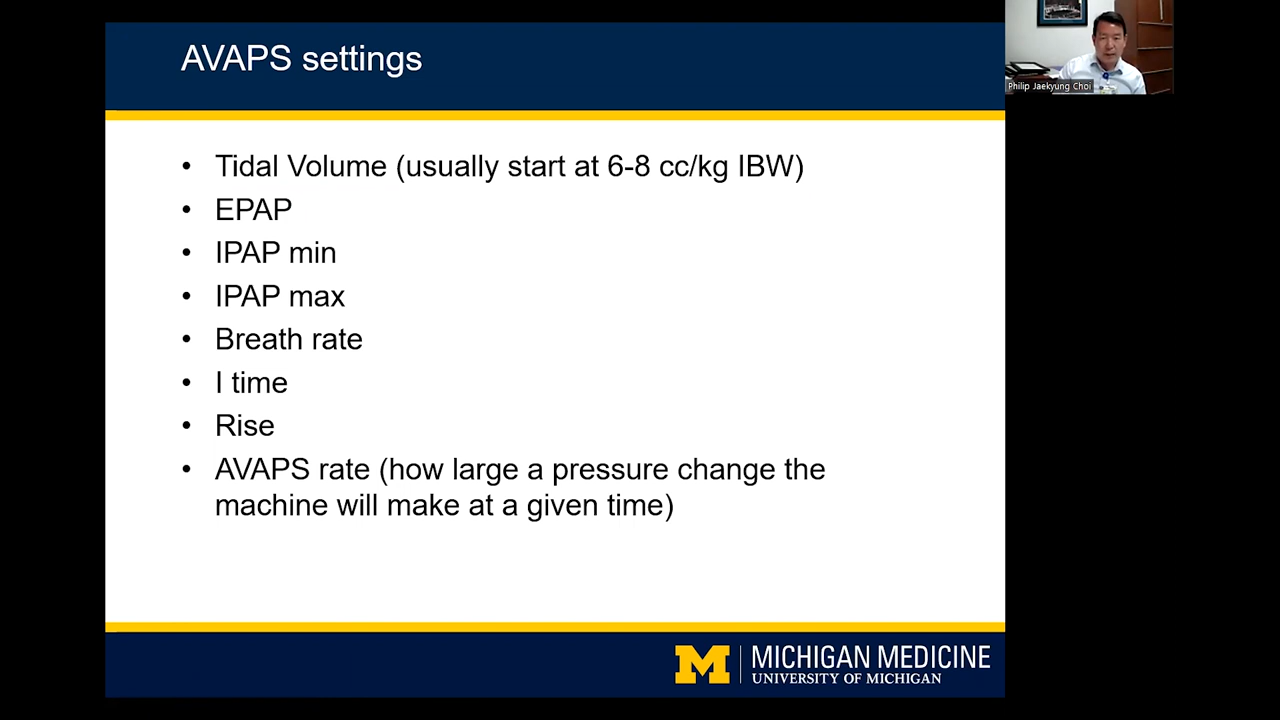 AVAPS settings
Philip Jaekyung Choi
• Tidal Volume (usually start at 6-8 cc/kg IBW)
• EPAP
• IPAP min
• IPAP max
• Breath rate
• I time
• Rise
• AVAPS rate (how large a pressure change the
machine will make at a given time)
M
MICHIGAN MEDICINE
UNIVERSITY OF MICHIGAN